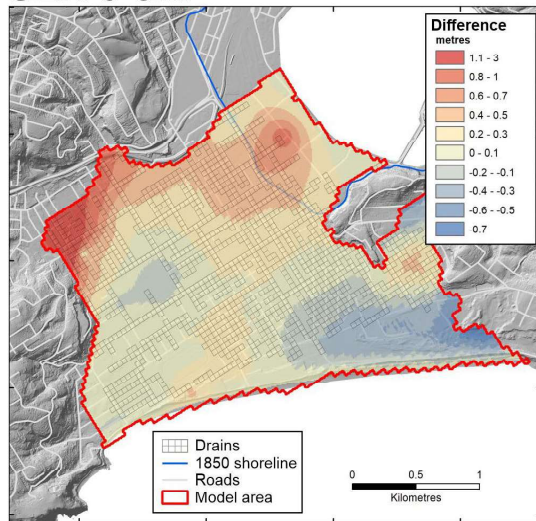 Difference
metres
1.1 - 3
0.8 - 1
0.6 - 0.7
0.4 - 0.5
0.2 - 0.3
0 - 0.1
-0.2 - -0.1
-0.4 - -0.3
-0.6 - -0.5
-0.7
Drains
1850 shoreline
Roads
Model area
0 0.5 1
Kilometres